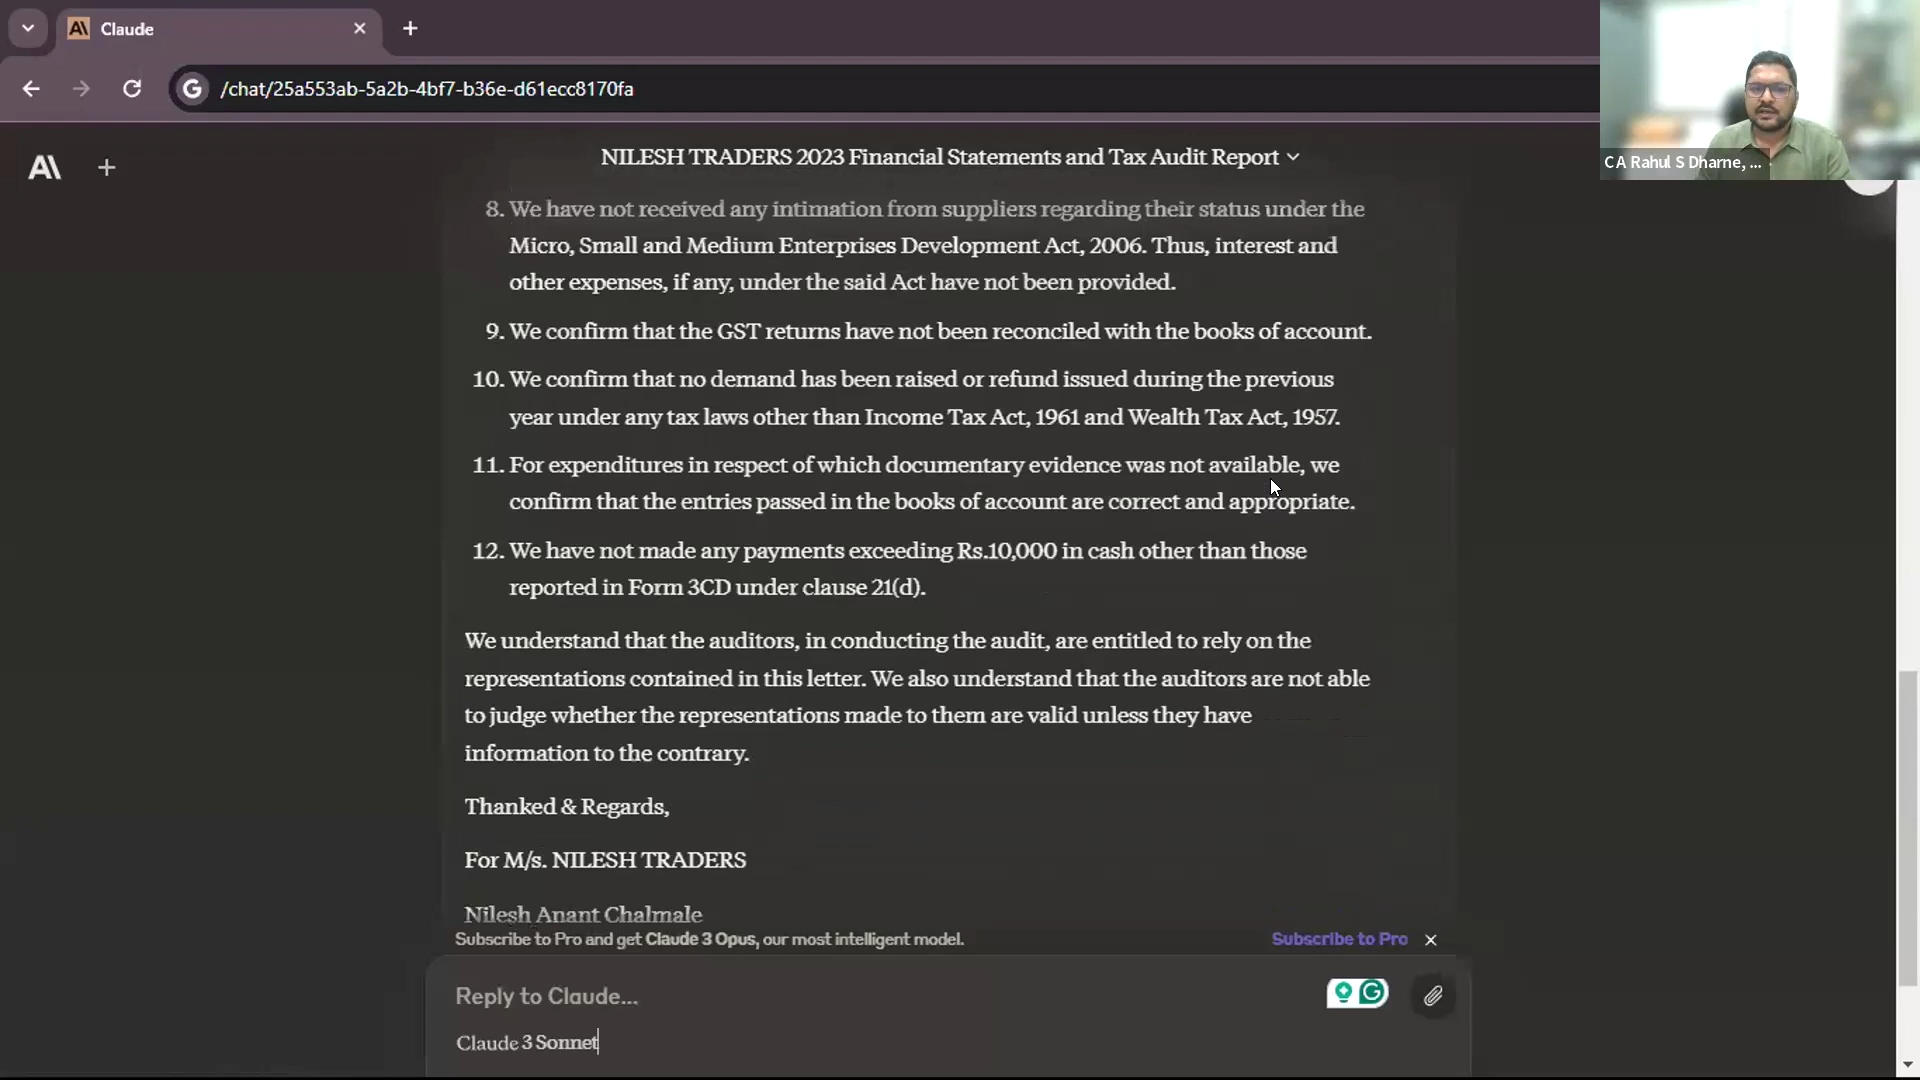 Claude
/chat/25a553ab-5a2b-4bf7-b36e-d61ecc8170fa
C A Rahul S Dharne, ...
NILESH TRADERS 2023 Financial Statements and Tax Audit Report
8. We have not received any intimation from suppliers regarding their status under the
Micro, Small and Medium Enterprises Development Act, 2006. Thus, interest and
other expenses, if any, under the said Act have not been provided.
9. We confirm that the GST returns have not been reconciled with the books of account.
10. We confirm that no demand has been raised or refund issued during the previous
year under any tax laws other than Income Tax Act, 1961 and Wealth Tax Act, 1957.
11. For expenditures in respect of which documentary evidence was not available, we
confirm that the entries passed in the books of account are correct and appropriate.
12. We have not made any payments exceeding Rs.10,000 in cash other than those
reported in Form 3CD under clause 21(d).
We understand that the auditors, in conducting the audit, are entitled to rely on the
representations contained in this letter. We also understand that the auditors are not able
to judge whether the representations made to them are valid unless they have
information to the contrary.
Thanked & Regards,
For M/s. NILESH TRADERS
Nilesh Anant Chalmale
Subscribe to Pro and get Claude 3 Opus, our most intelligent model.
Subscribe to Pro
Reply to Claude...
Claude 3 Sonnet